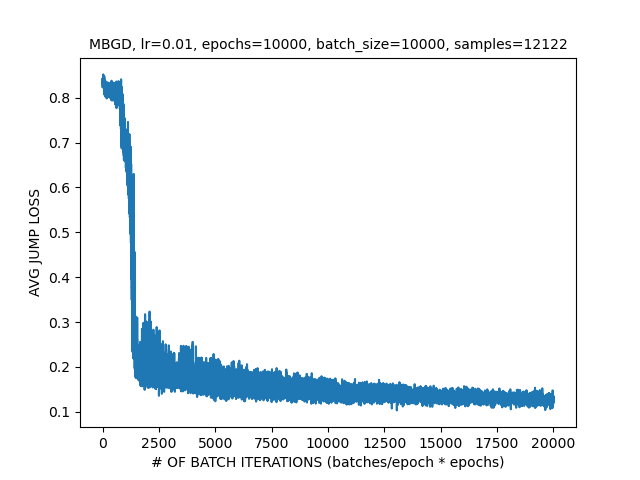 MBGD, lr=0.01, epochs=10000, batch_size=10000, samples=12122
0.8
0.7
0.6
0.5
0.4
0.3
0.2
0.1
AVG JUMP LOSS
0 2500 5000 7500 10000 12500 15000 17500 20000
# OF BATCH ITERATIONS (batches/epoch * epochs)